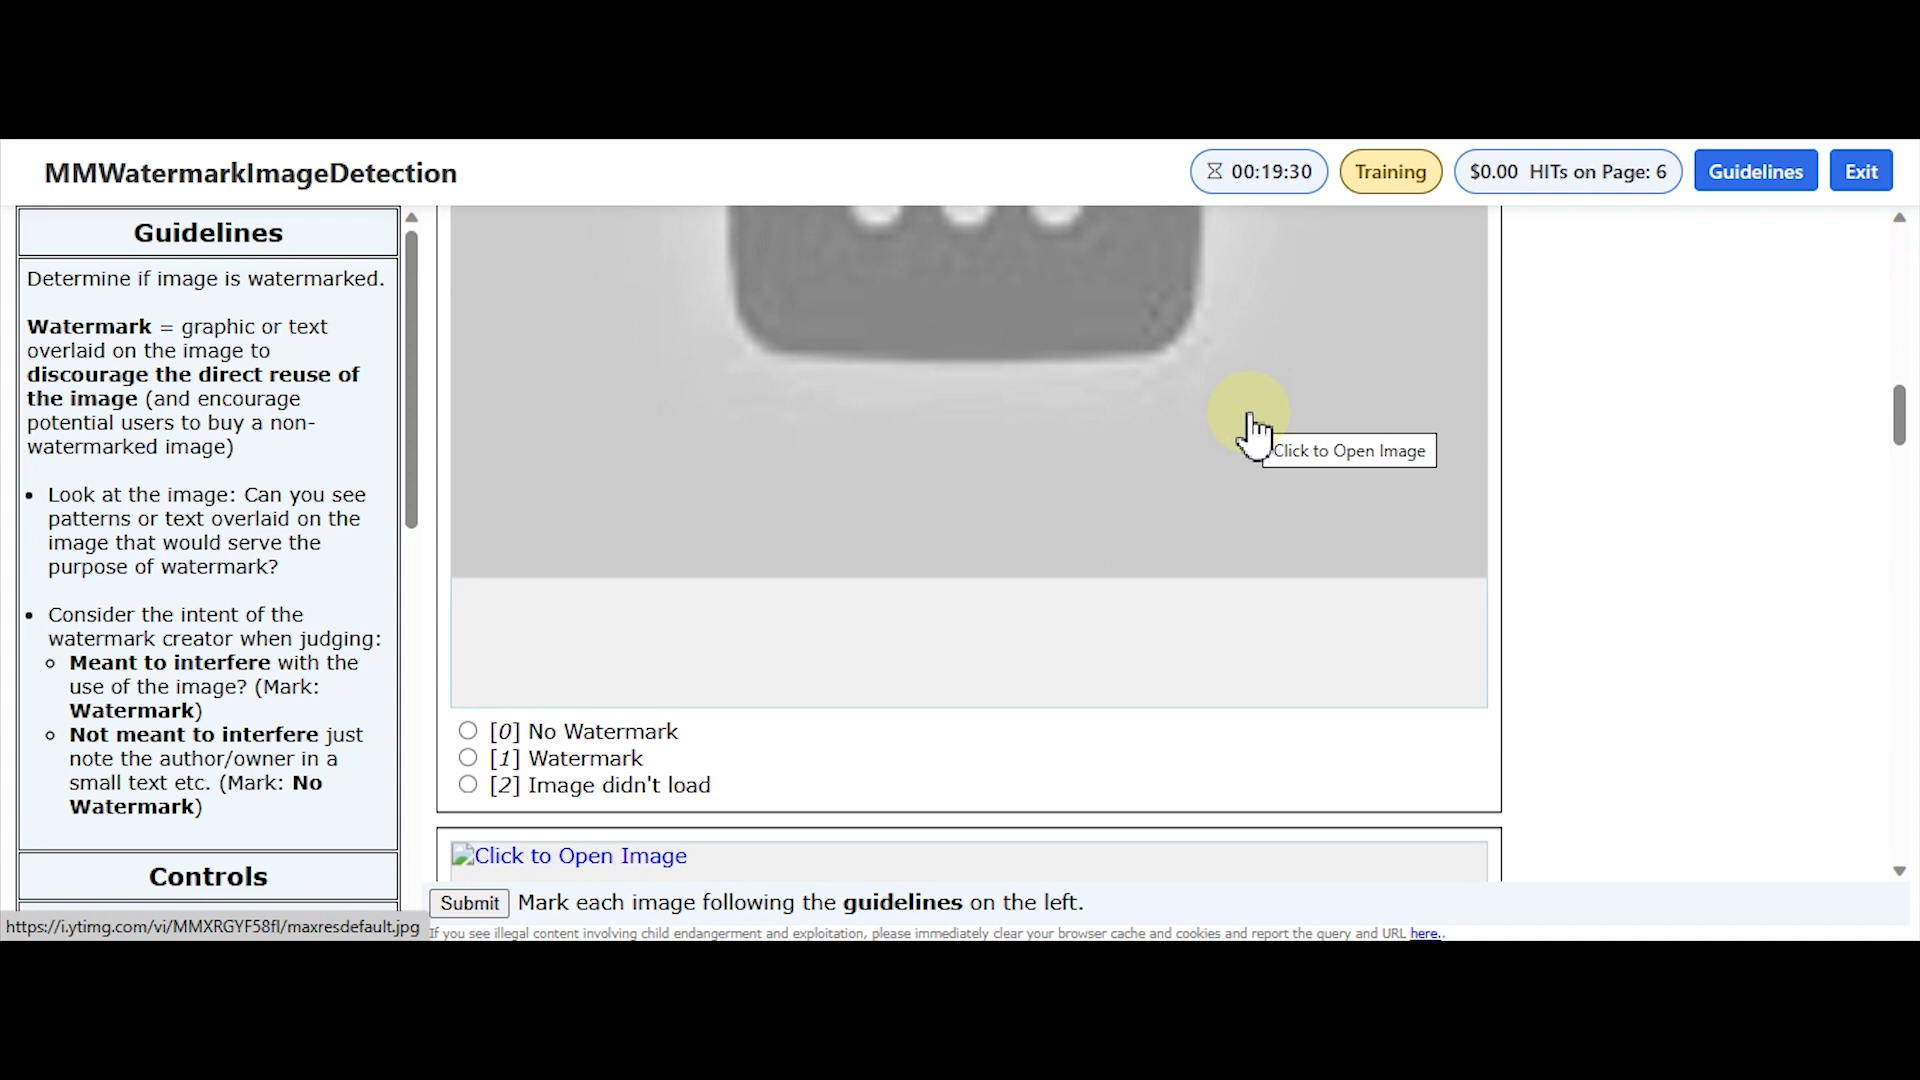 MMWatermarkImageDetection
00:19:30
Training
$0.00 HITs on Page: 6
Guidelines
Exit
Guidelines
Determine if image is watermarked.
Watermark = graphic or text
overlaid on the image to
discourage the direct reuse of
the image (and encourage
potential users to buy a non-
watermarked image)
Look at the image: Can you see
patterns or text overlaid on the
image that would serve the
purpose of watermark?
Consider the intent of the
watermark creator when judging:
Meant to interfere with the
use of the image? (Mark:
Watermark)
Not meant to interfere just
note the author/owner in a
small text etc. (Mark: No
Watermark)
Controls
https://i.ytimg.com/vi/MMXRGYF58fI/maxresdefault.jpg
Click to Open Image
[0] No Watermark
[1] Watermark
[2] Image didn't load
Click to Open Image
Submit Mark each image following the guidelines on the left.
If you see illegal content involving child endangerment and exploitation, please immediately clear your browser cache and cookies and report the query and URL here..